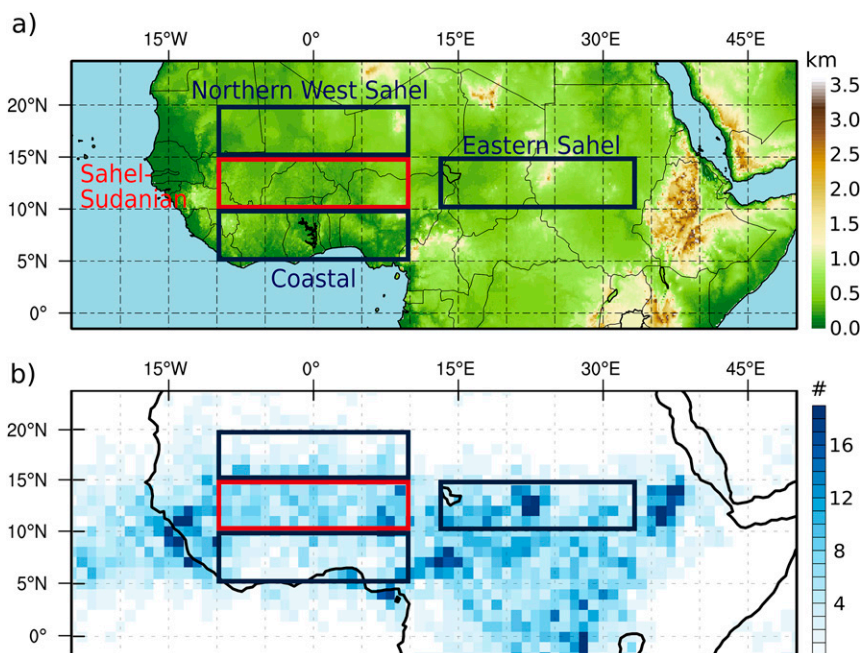 a)
15°W 0° 15°E 30°E 45°E
km
20°N
15°N
10°N
5°N
0°
Northern West Sahel
Eastern Sahel
Sahel-
Sudanian
Coastal
3.5
3.0
2.5
2.0
1.5
1.0
0.5
0.0
b)
15°W 0° 15°E 30°E 45°E
#
20°N
15°N
10°N
5°N
0°
16
12
8
4